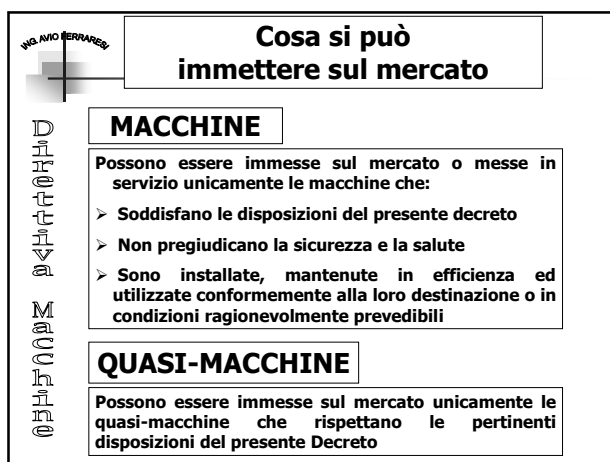 ING. AVIO FERRARESI
Cosa si può
immettere sul mercato
Direttiva Macchine
MACCHINE
Possono essere immesse sul mercato o messe in
servizio unicamente le macchine che:
➢ Soddisfano le disposizioni del presente decreto
➢ Non pregiudicano la sicurezza e la salute
➢ Sono installate, mantenute in efficienza ed
utilizzate conformemente alla loro destinazione o in
condizioni ragionevolmente prevedibili
QUASI-MACCHINE
Possono essere immesse sul mercato unicamente le
quasi-macchine che rispettano le pertinenti
disposizioni del presente Decreto